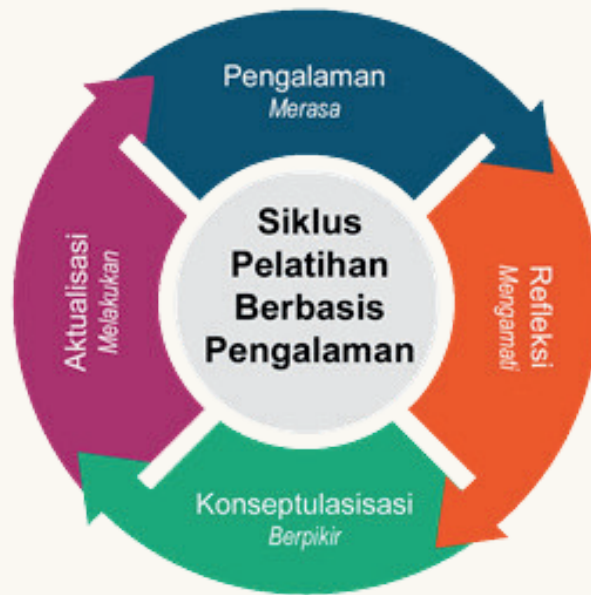 Pengalaman
Merasa
Siklus
Pelatihan
Berbasis
Pengalaman
Refleksi
Mengamati
Konseptulasisasi
Berpikir
Aktualisasi
Melakukan